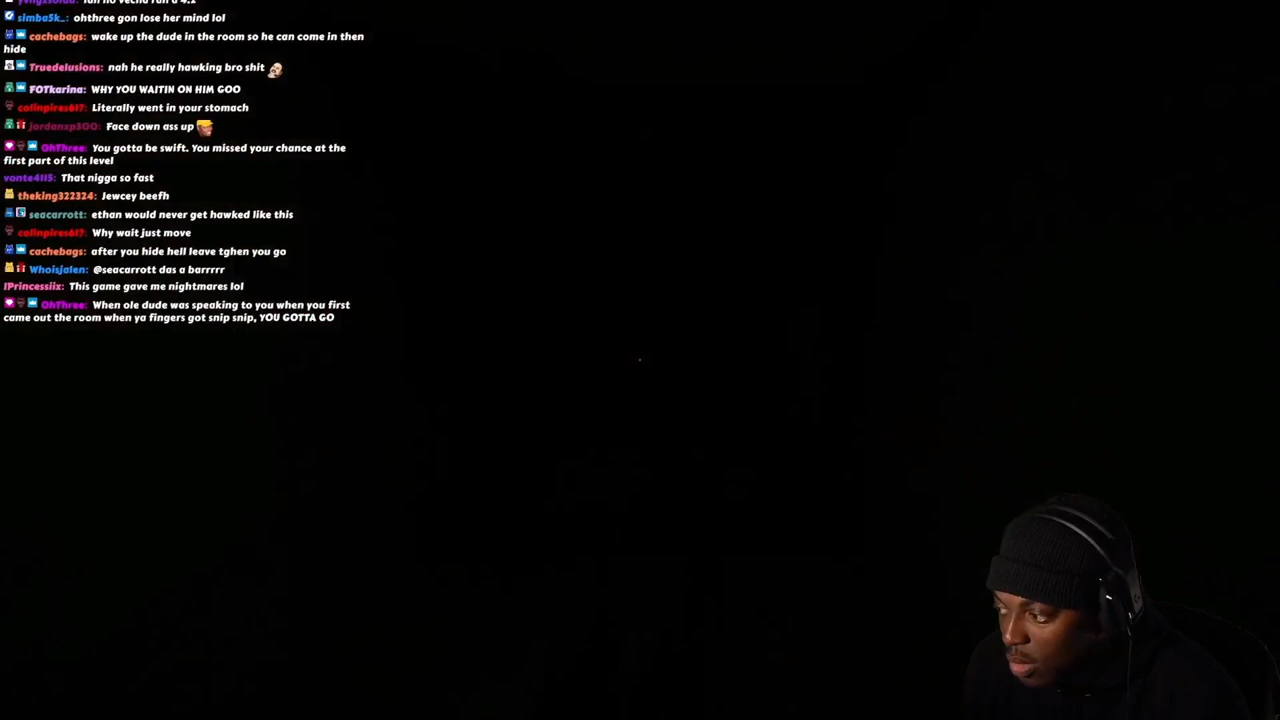 simba5k_: ohthree gon lose her mind lol
cachebags: wake up the dude in the room so he can come in then
hide
Truedelusions: nah he really hawking bro shit
FOTkarina: WHY YOU WAITIN ON HIM GOO
colinpires617: Literally went in your stomach
jordanxp300: Face down ass up
OhThree: You gotta be swift. You missed your chance at the
first part of this level
vonte4115: That nigga so fast
theking322324: Jewcey beefh
seacarrott: ethan would never get hawked like this
colinpires617: Why wait just move
cachebags: after you hide hell leave tghen you go
Whoisjalen: @seacarrott das a barrrrr
IPrincessiix: This game gave me nightmares lol
OhThree: When ole dude was speaking to you when you first
came out the room when ya fingers got snip snip, YOU GOTTA GO